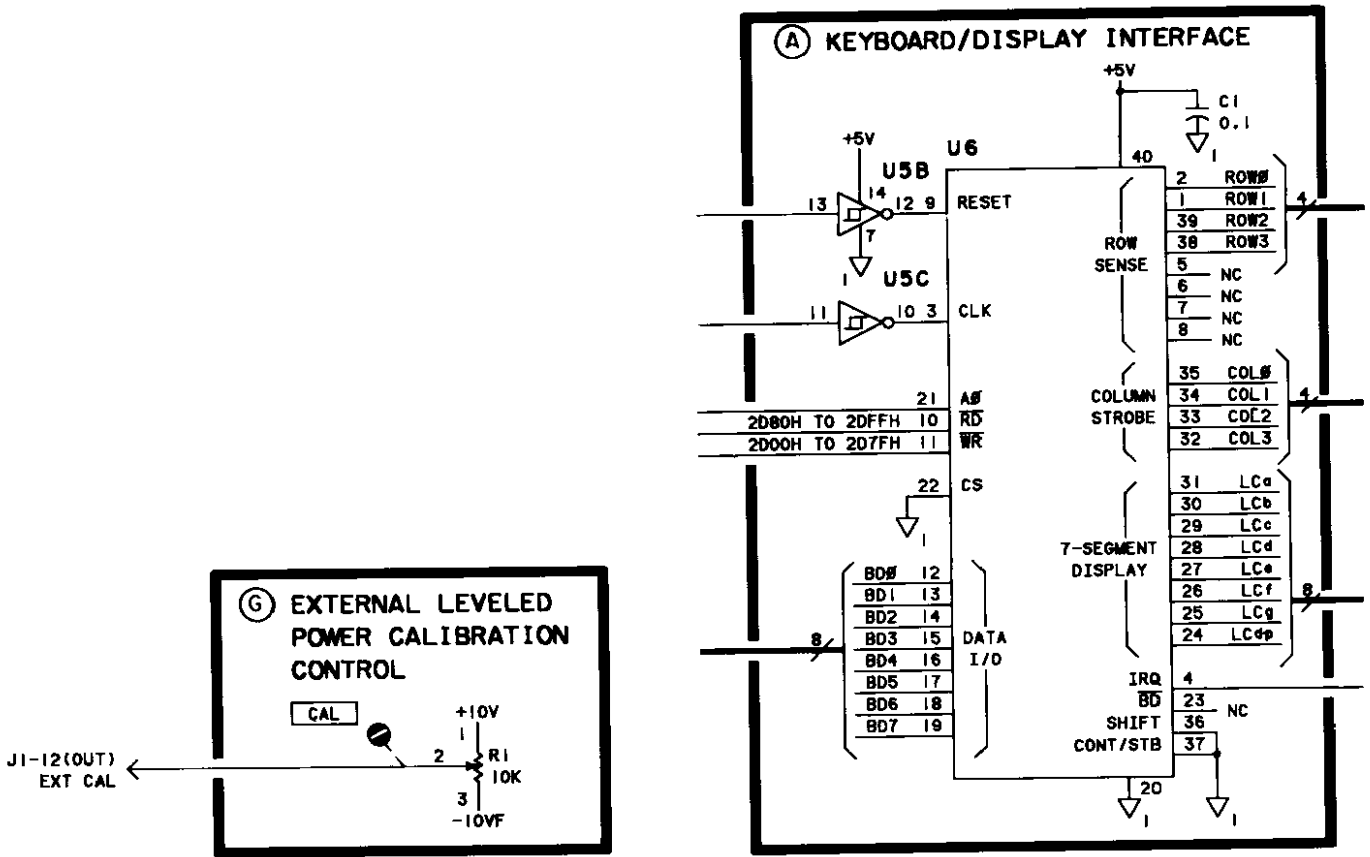 A KEYBOARD/DISPLAY INTERFACE
+5V
C1
0.1
1
U6
40
+5V
U5B
14
13
12
9
RESET
7
1
U5C
11
10
3
CLK
21
AØ
2D80H TO 2DFFH
10
RD
2D00H TO 2D7FH
11
WR
22
CS
1
8
BDØ 12
BD1 13
BD2 14
BD3 15
BD4 16
BD5 17
BD6 18
BD7 19
DATA
I/O
ROW
SENSE
2 ROWØ
1 ROW1
39 ROW2
38 ROW3
4
5 NC
6 NC
7 NC
8 NC
COLUMN
STROBE
35 COLØ
34 COL1
33 COL2
32 COL3
4
7-SEGMENT
DISPLAY
31 LCa
30 LCb
29 LCc
28 LCd
27 LCe
26 LCf
25 LCg
24 LCdp
8
IRQ 4
BD 23 NC
SHIFT 36
CONT/STB 37
20
1
1
G EXTERNAL LEVELED
POWER CALIBRATION
CONTROL
CAL
+10V
1
2
R1
10K
3
-10VF
J1-12(OUT)
EXT CAL